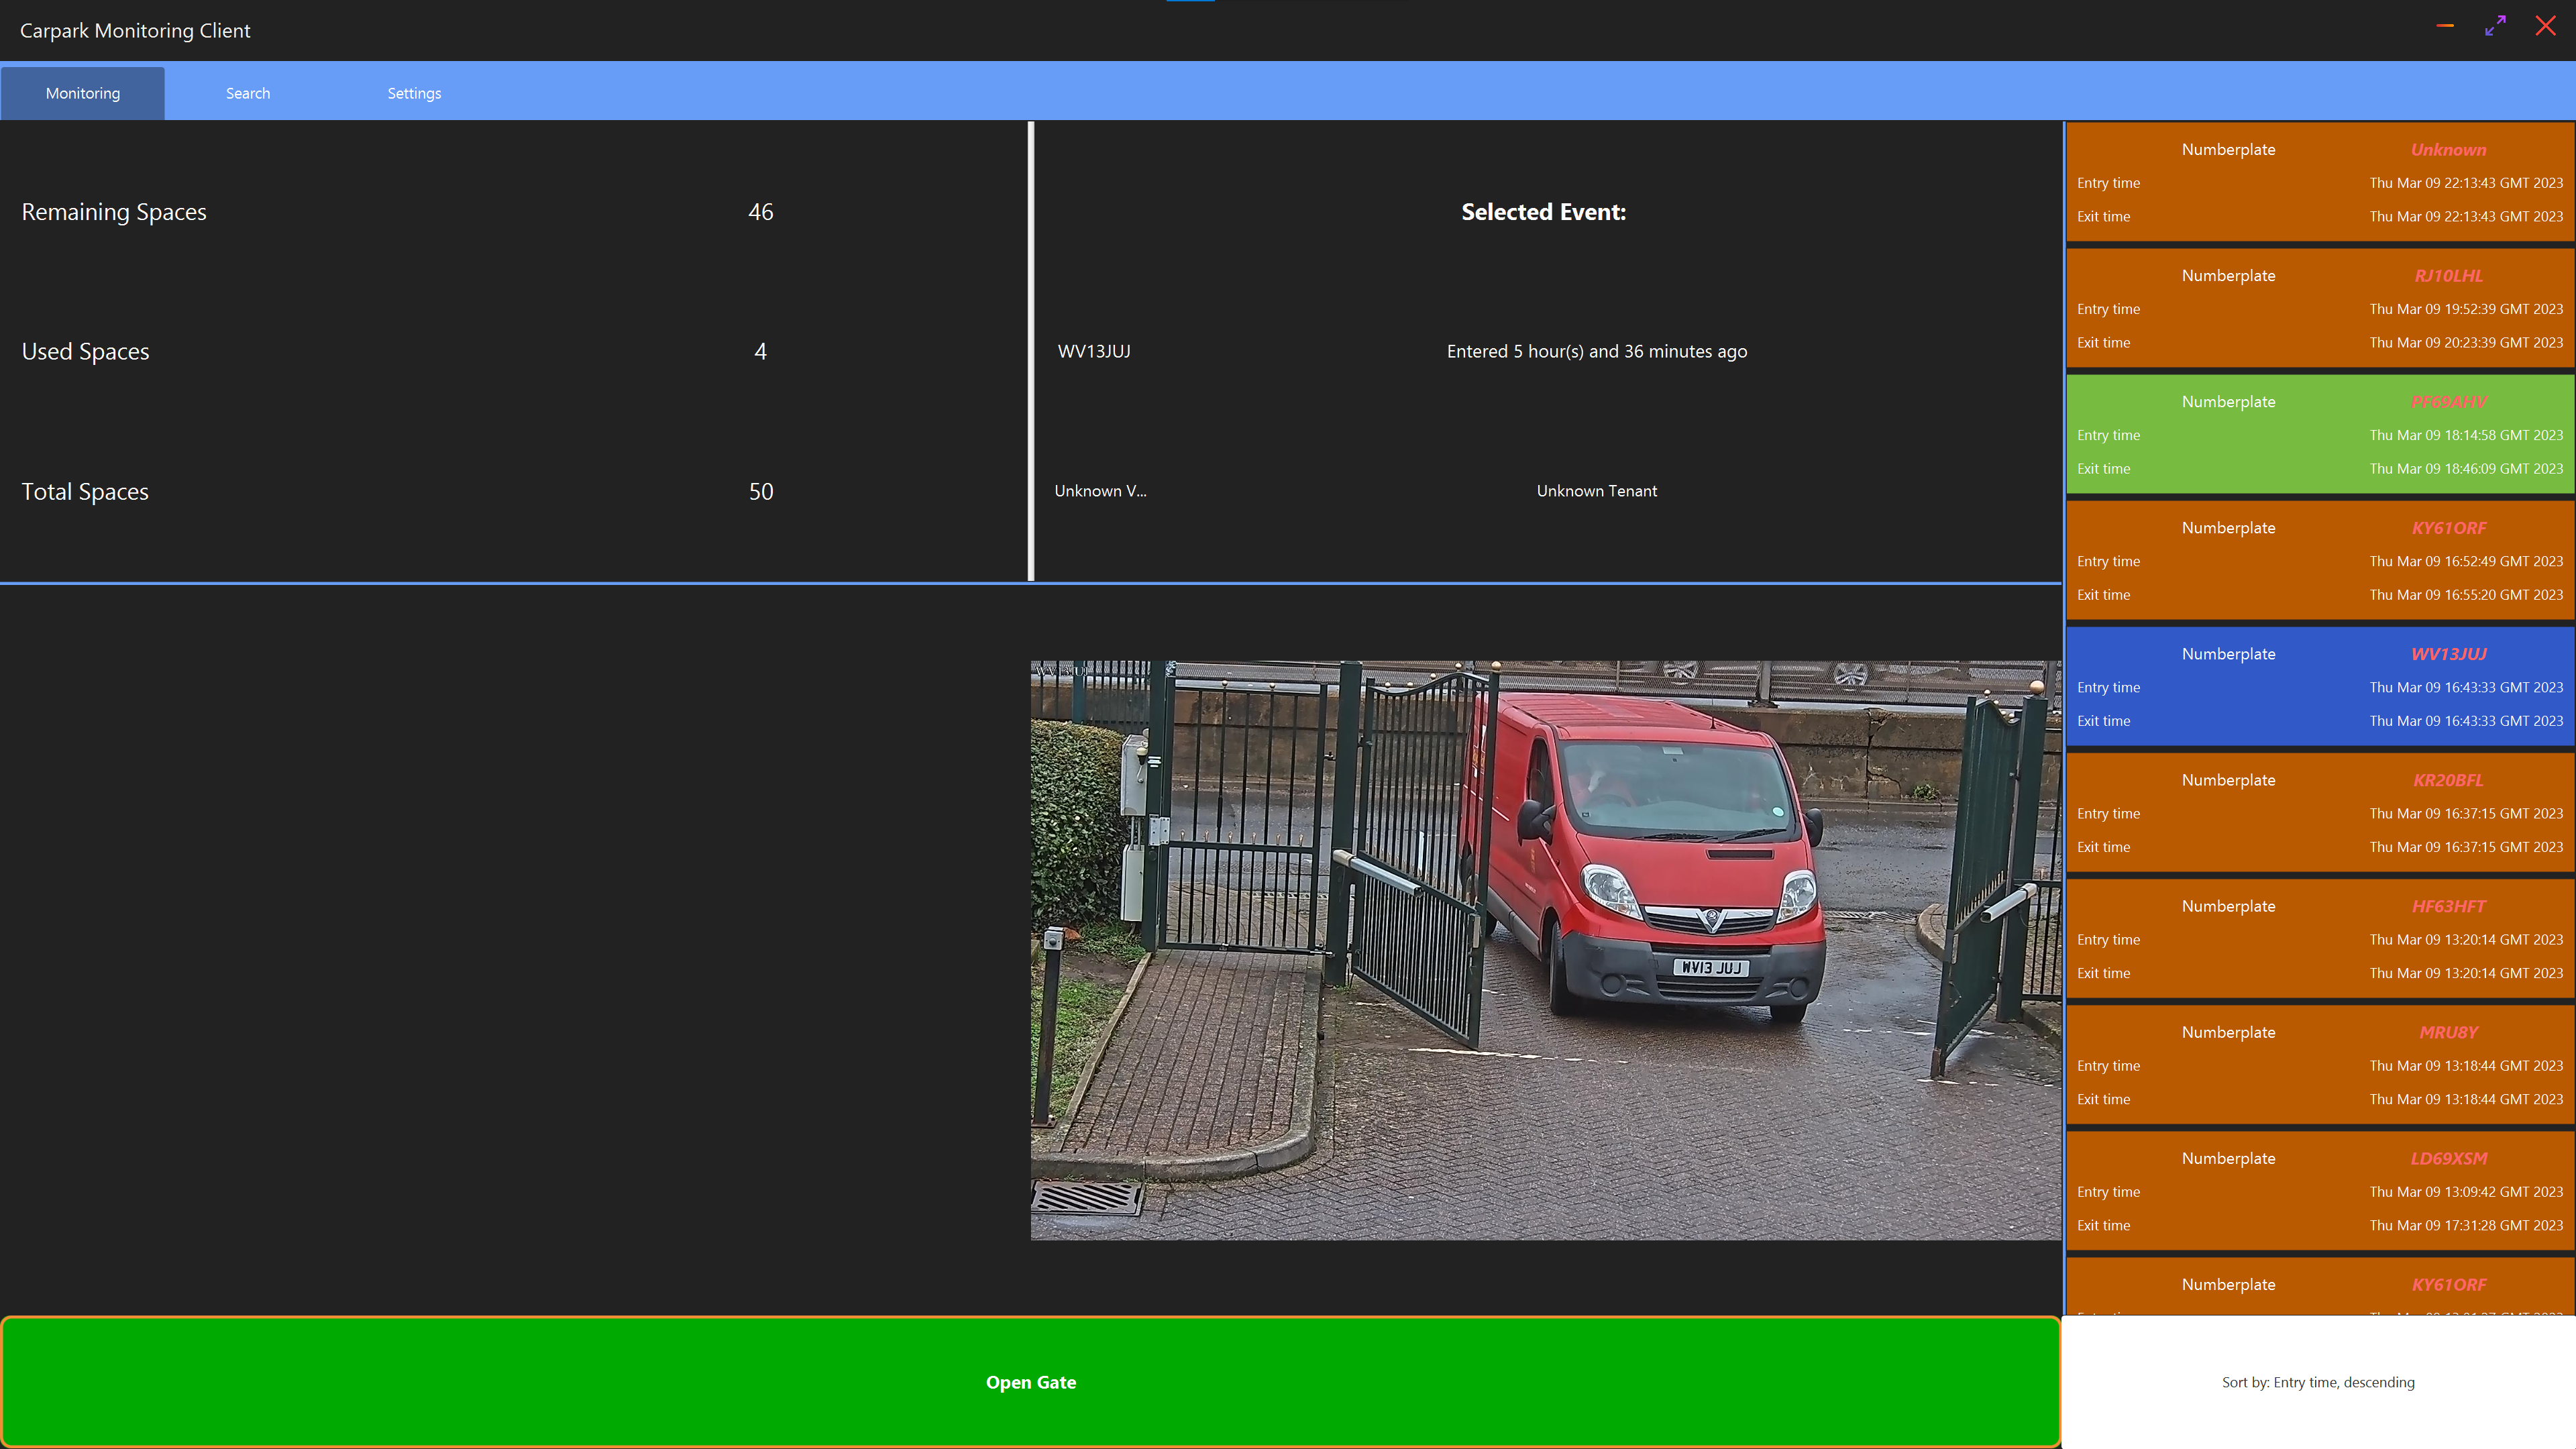 Carpark Monitoring Client
Monitoring Search Settings
Remaining Spaces 46
Used Spaces 4
Total Spaces 50
Selected Event:
WV13JUJ Entered 5 hour(s) and 36 minutes ago
Unknown V... Unknown Tenant
WV13JUJ
WV13 JUJ
Open Gate
Numberplate Unknown
Entry time Thu Mar 09 22:13:43 GMT 2023
Exit time Thu Mar 09 22:13:43 GMT 2023
Numberplate RJ10LHL
Entry time Thu Mar 09 19:52:39 GMT 2023
Exit time Thu Mar 09 20:23:39 GMT 2023
Numberplate PF69AHV
Entry time Thu Mar 09 18:14:58 GMT 2023
Exit time Thu Mar 09 18:46:09 GMT 2023
Numberplate KY61ORF
Entry time Thu Mar 09 16:52:49 GMT 2023
Exit time Thu Mar 09 16:55:20 GMT 2023
Numberplate WV13JUJ
Entry time Thu Mar 09 16:43:33 GMT 2023
Exit time Thu Mar 09 16:43:33 GMT 2023
Numberplate KR20BFL
Entry time Thu Mar 09 16:37:15 GMT 2023
Exit time Thu Mar 09 16:37:15 GMT 2023
Numberplate HF63HFT
Entry time Thu Mar 09 13:20:14 GMT 2023
Exit time Thu Mar 09 13:20:14 GMT 2023
Numberplate MRU8Y
Entry time Thu Mar 09 13:18:44 GMT 2023
Exit time Thu Mar 09 13:18:44 GMT 2023
Numberplate LD69XSM
Entry time Thu Mar 09 13:09:42 GMT 2023
Exit time Thu Mar 09 17:31:28 GMT 2023
Numberplate KY61ORF
Sort by: Entry time, descending